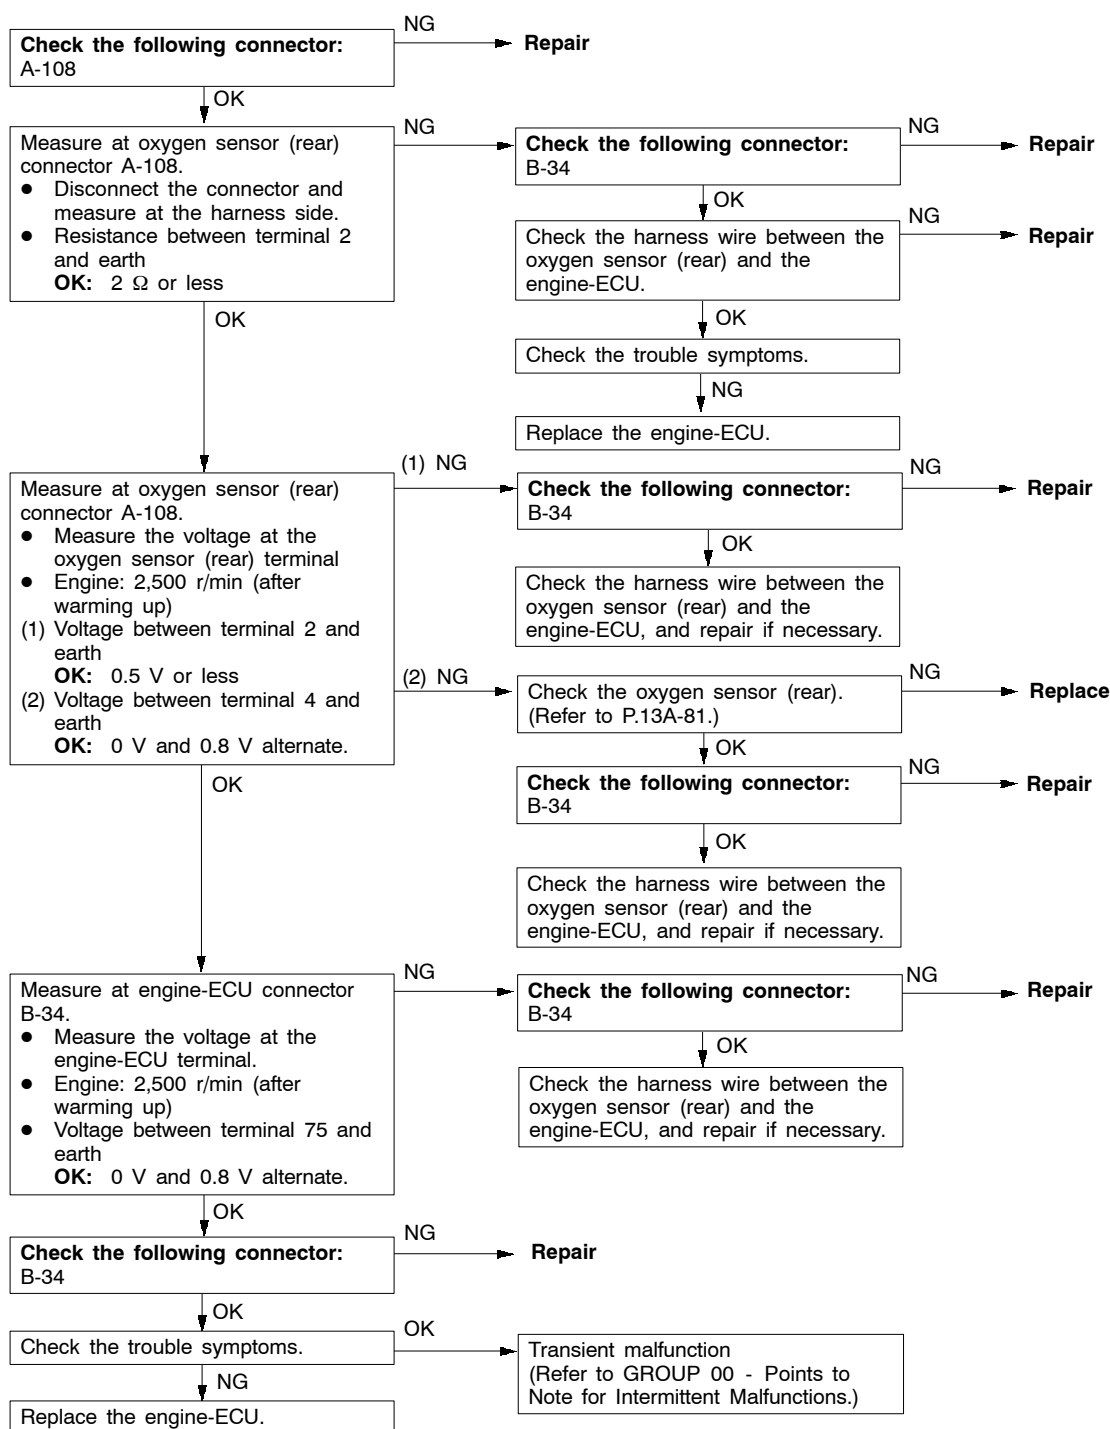 NG
Check the following connector:
A-108
Repair
OK
Measure at oxygen sensor (rear)
connector A-108.
● Disconnect the connector and
measure at the harness side.
● Resistance between terminal 2
and earth
OK: 2 Ω or less
NG
Check the following connector:
B-34
NG
Repair
OK
Check the harness wire between the
oxygen sensor (rear) and the
engine-ECU.
NG
Repair
OK
Check the trouble symptoms.
NG
Replace the engine-ECU.
OK
Measure at oxygen sensor (rear)
connector A-108.
● Measure the voltage at the
oxygen sensor (rear) terminal
● Engine: 2,500 r/min (after
warming up)
(1) Voltage between terminal 2 and
earth
OK: 0.5 V or less
(2) Voltage between terminal 4 and
earth
OK: 0 V and 0.8 V alternate.
(1) NG
Check the following connector:
B-34
NG
Repair
OK
Check the harness wire between the
oxygen sensor (rear) and the
engine-ECU, and repair if necessary.
(2) NG
Check the oxygen sensor (rear).
(Refer to P.13A-81.)
NG
Replace
OK
Check the following connector:
B-34
NG
Repair
OK
Check the harness wire between the
oxygen sensor (rear) and the
engine-ECU, and repair if necessary.
OK
Measure at engine-ECU connector
B-34.
● Measure the voltage at the
engine-ECU terminal.
● Engine: 2,500 r/min (after
warming up)
● Voltage between terminal 75 and
earth
OK: 0 V and 0.8 V alternate.
NG
Check the following connector:
B-34
NG
Repair
OK
Check the harness wire between the
oxygen sensor (rear) and the
engine-ECU, and repair if necessary.
OK
Check the following connector:
B-34
NG
Repair
OK
Check the trouble symptoms.
OK
Transient malfunction
(Refer to GROUP 00 - Points to
Note for Intermittent Malfunctions.)
NG
Replace the engine-ECU.